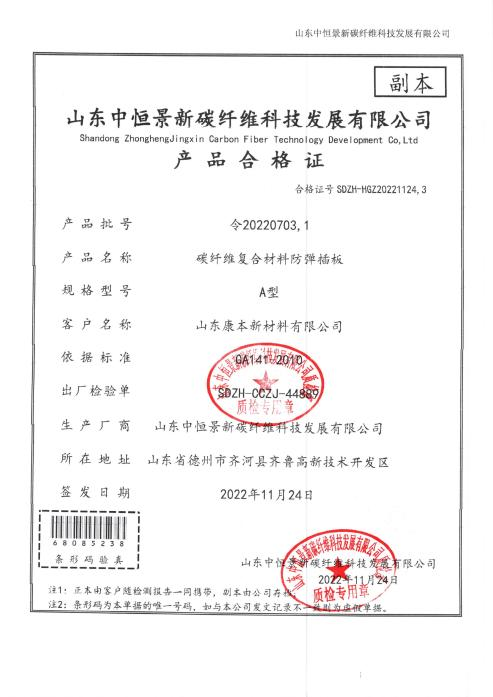 山东中恒景新碳纤维科技发展有限公司
副本
山东中恒景新碳纤维科技发展有限公司
Shandong ZhonghengJingxin Carbon Fiber Technology Development Co,Ltd
产品合格证
合格证号 SDZH-HGZ20221124,3
产品批号 令20220703,1
产品名称 碳纤维复合材料防弹插板
规格型号 A型
客户名称 山东康本新材料有限公司
依据标准 GA141-2010
出厂检验单 SDZH-CCZJ-44889
质检专用章
生产厂商 山东中恒景新碳纤维科技发展有限公司
所在地址 山东省德州市齐河县齐鲁高新技术开发区
签发日期 2022年11月24日
68085238
条形码验真
山东中恒景新碳纤维科技发展有限公司
2022年11月24日
质检专用章
注1：正本由客户随检测报告一同携带，副本由公司存档。
注2：条形码为本单据的唯一号码，如与本公司发文记录不一致则为虚假单据。